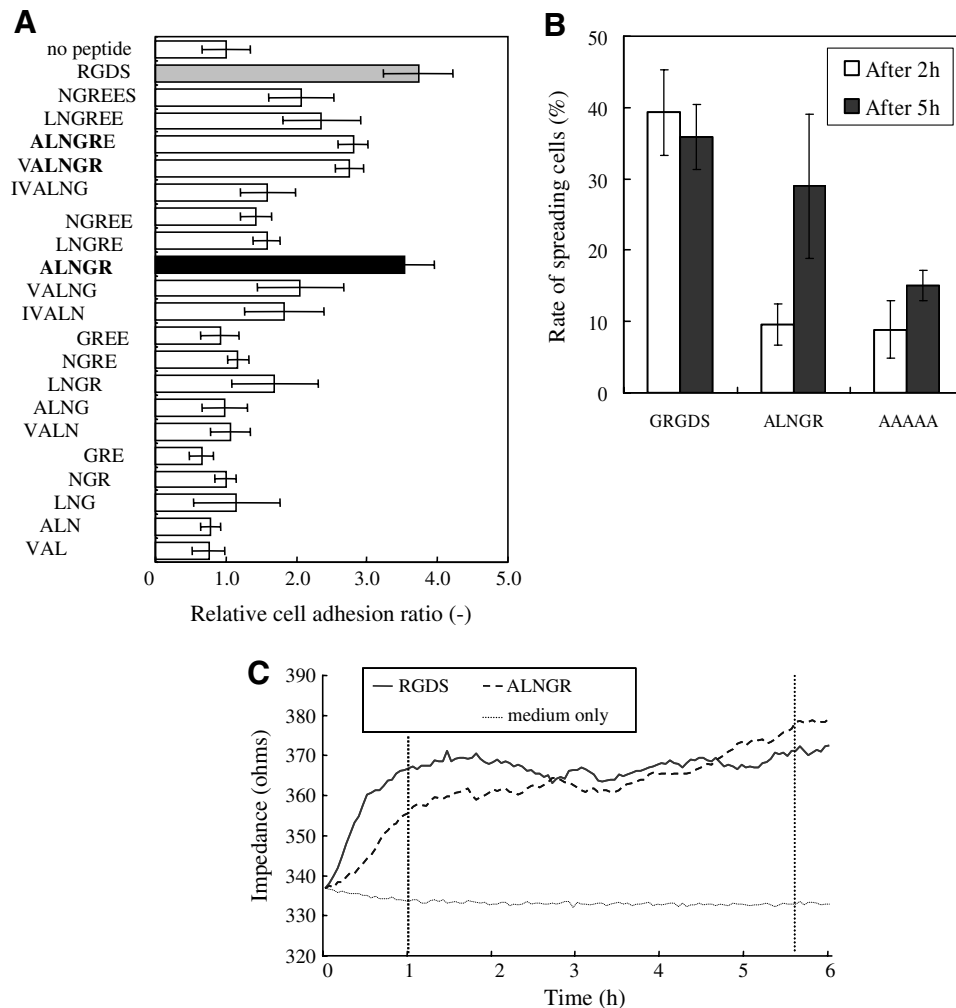 A
no peptide
RGDS
NGREES
LNGREE
ALNGRE
VALNGR
IVALNG
NGREE
LNGRE
ALNGR
VALNG
IVALN
GREE
NGRE
LNGR
ALNG
VALN
GRE
NGR
LNG
ALN
VAL
0 1.0 2.0 3.0 4.0 5.0
Relative cell adhesion ratio (-)
B
50
40
30
20
10
0
Rate of spreading cells (%)
After 2h
After 5h
GRGDS ALNGR AAAAA
C
390
380
370
360
350
340
330
320
Impedance (ohms)
RGDS ALNGR
medium only
0 1 2 3 4 5 6
Time (h)